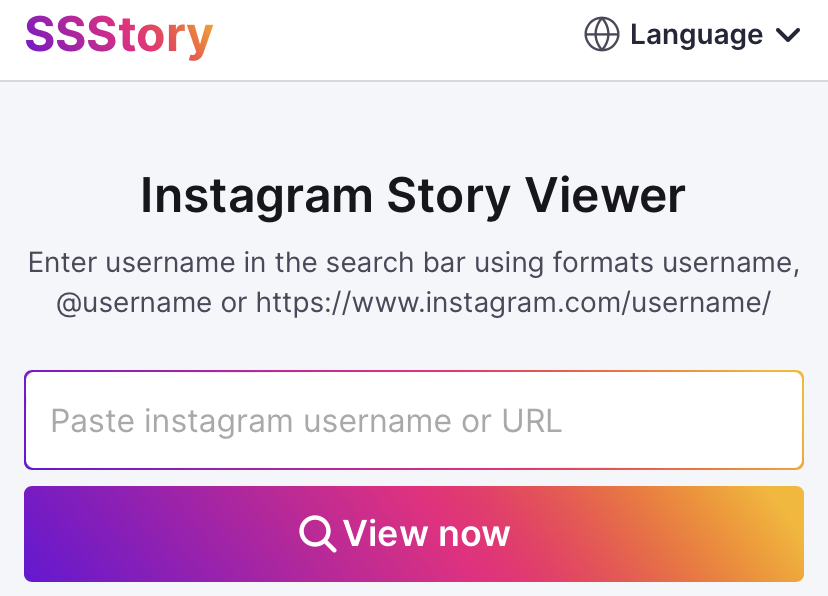 SSStory
Language
Instagram Story Viewer
Enter username in the search bar using formats username,
@username or https://www.instagram.com/username/
Paste instagram username or URL
View now